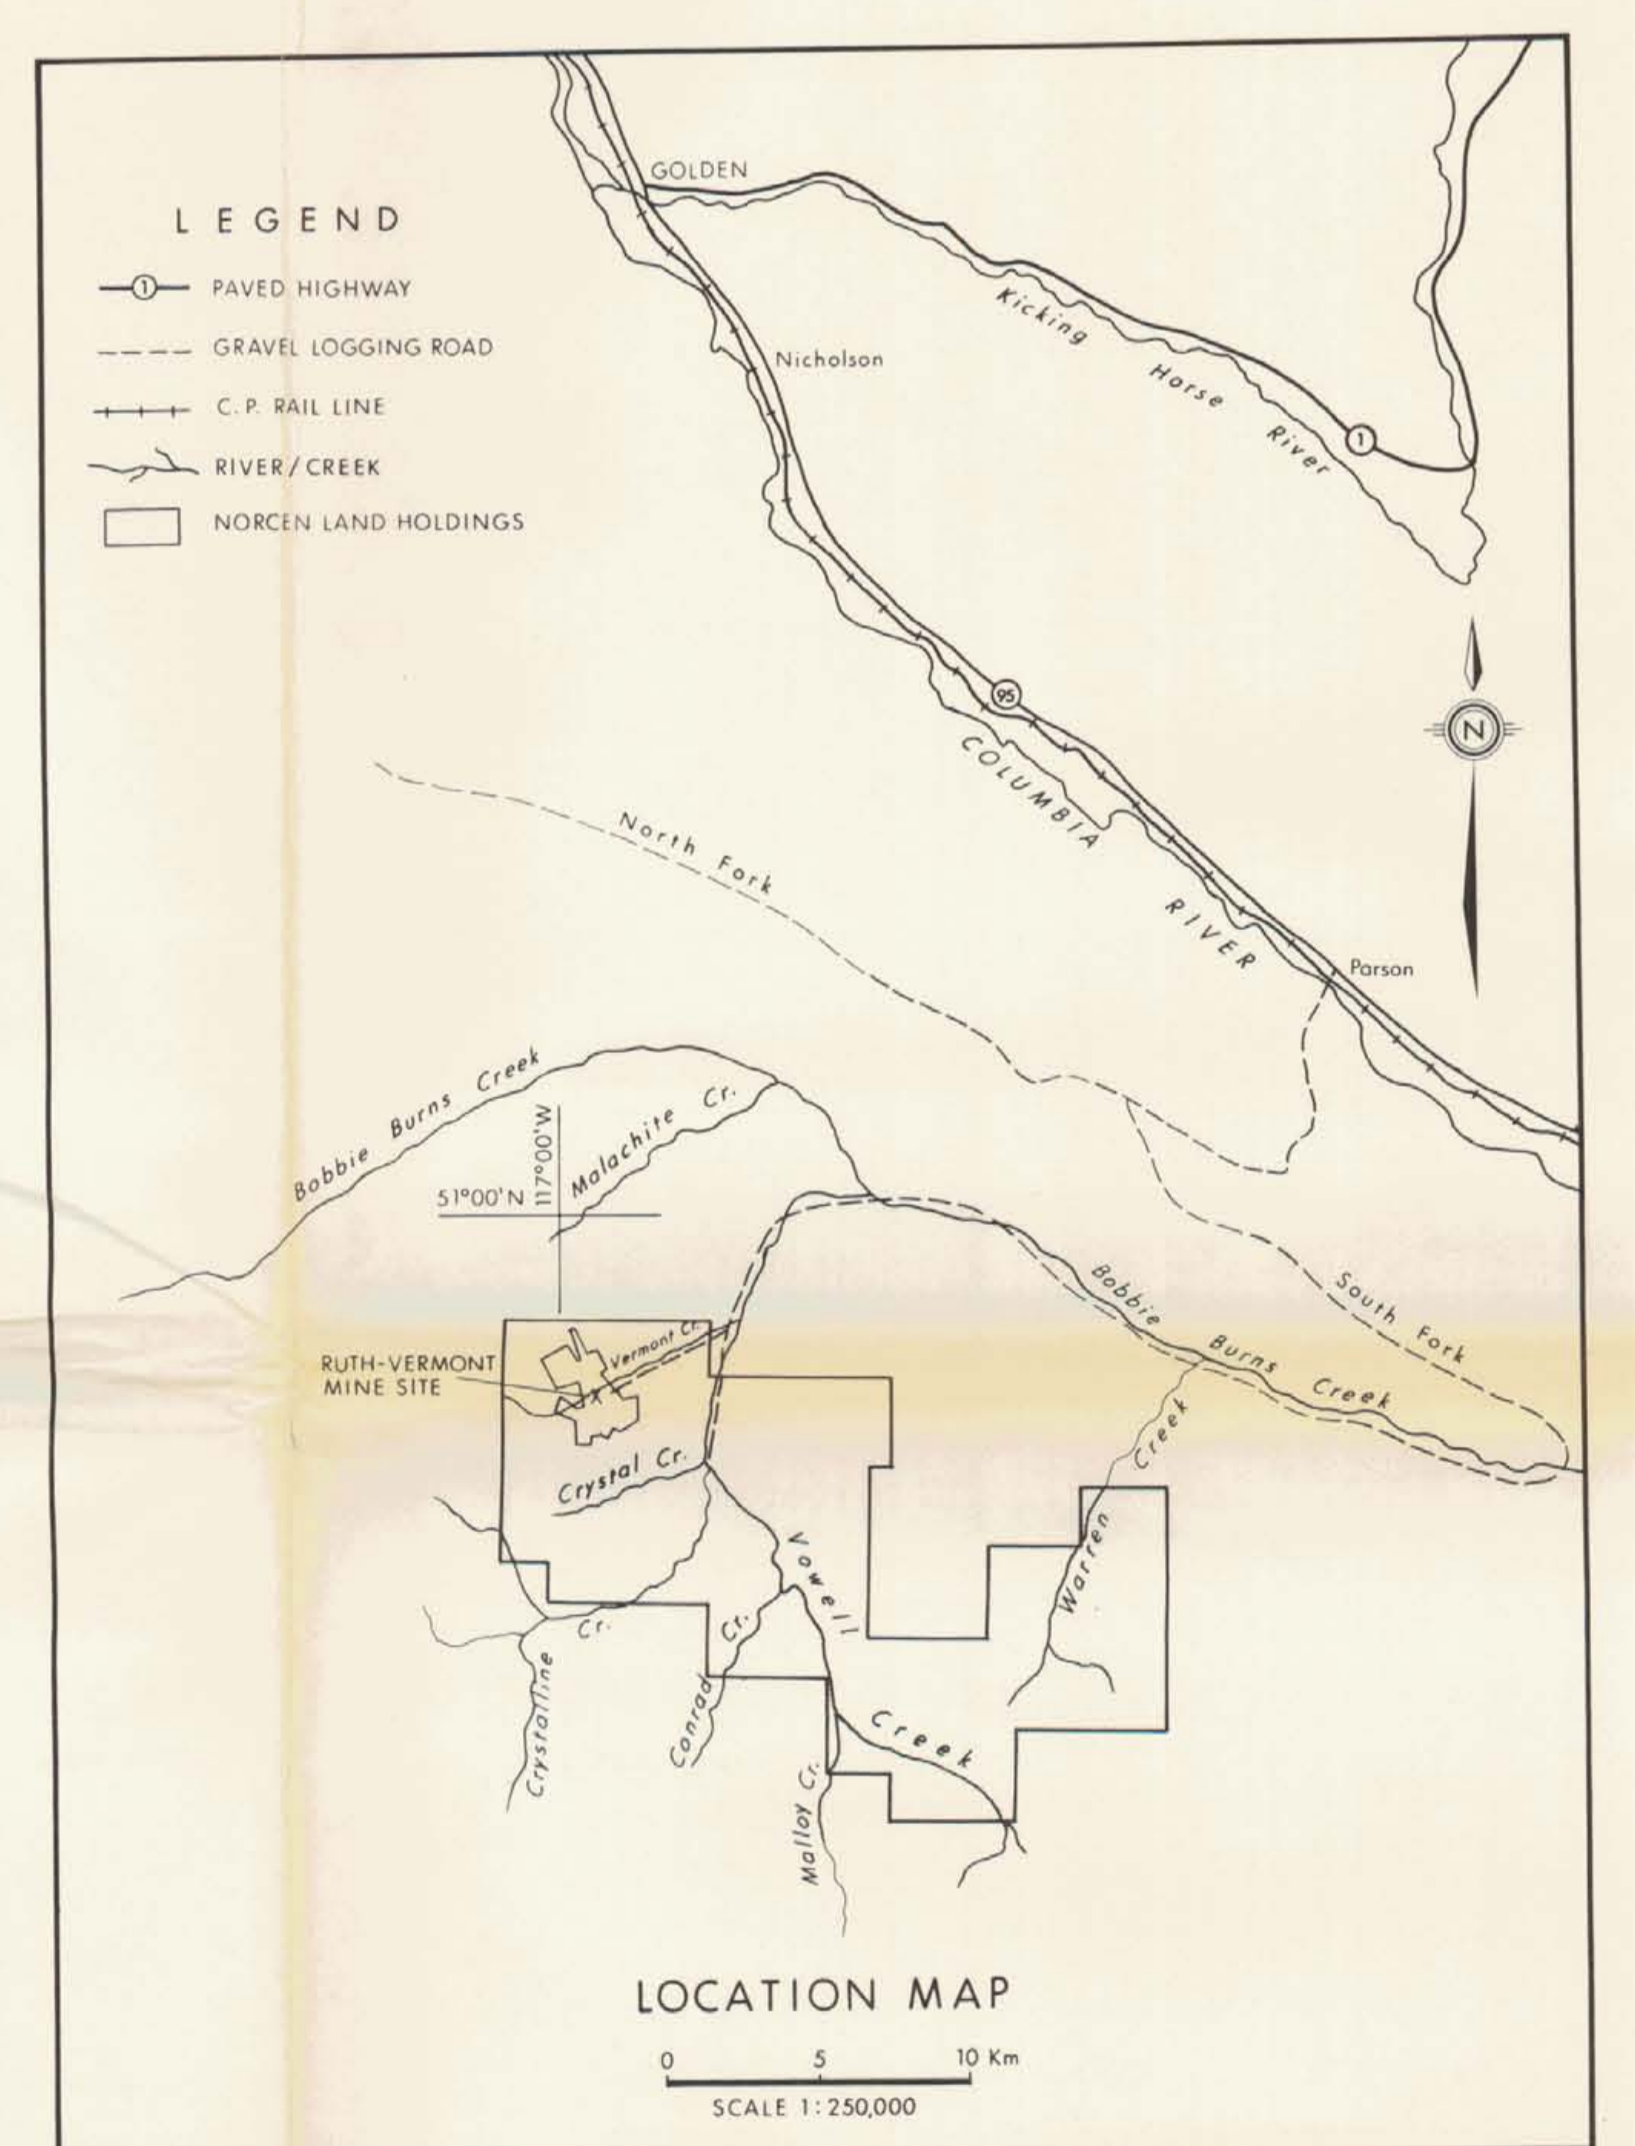 GOLDEN
LEGEND
1 PAVED HIGHWAY
GRAVEL LOGGING ROAD
C.P. RAIL LINE
RIVER/CREEK
NORCEN LAND HOLDINGS
Kicking Horse River
Nicholson
1
95
N
COLUMBIA RIVER
North Fork
Parson
Bobbie Burns Creek
Malachite Cr.
117°00'W
51°00'N
Bobbie Burns Creek
South Fork
Vermont Cr.
RUTH-VERMONT
MINE SITE
X
Crystal Cr.
Warren Creek
Vowell Creek
Crystalline Cr.
Conrad Cr.
Malloy Cr.
LOCATION MAP
0 5 10 Km
SCALE 1:250,000